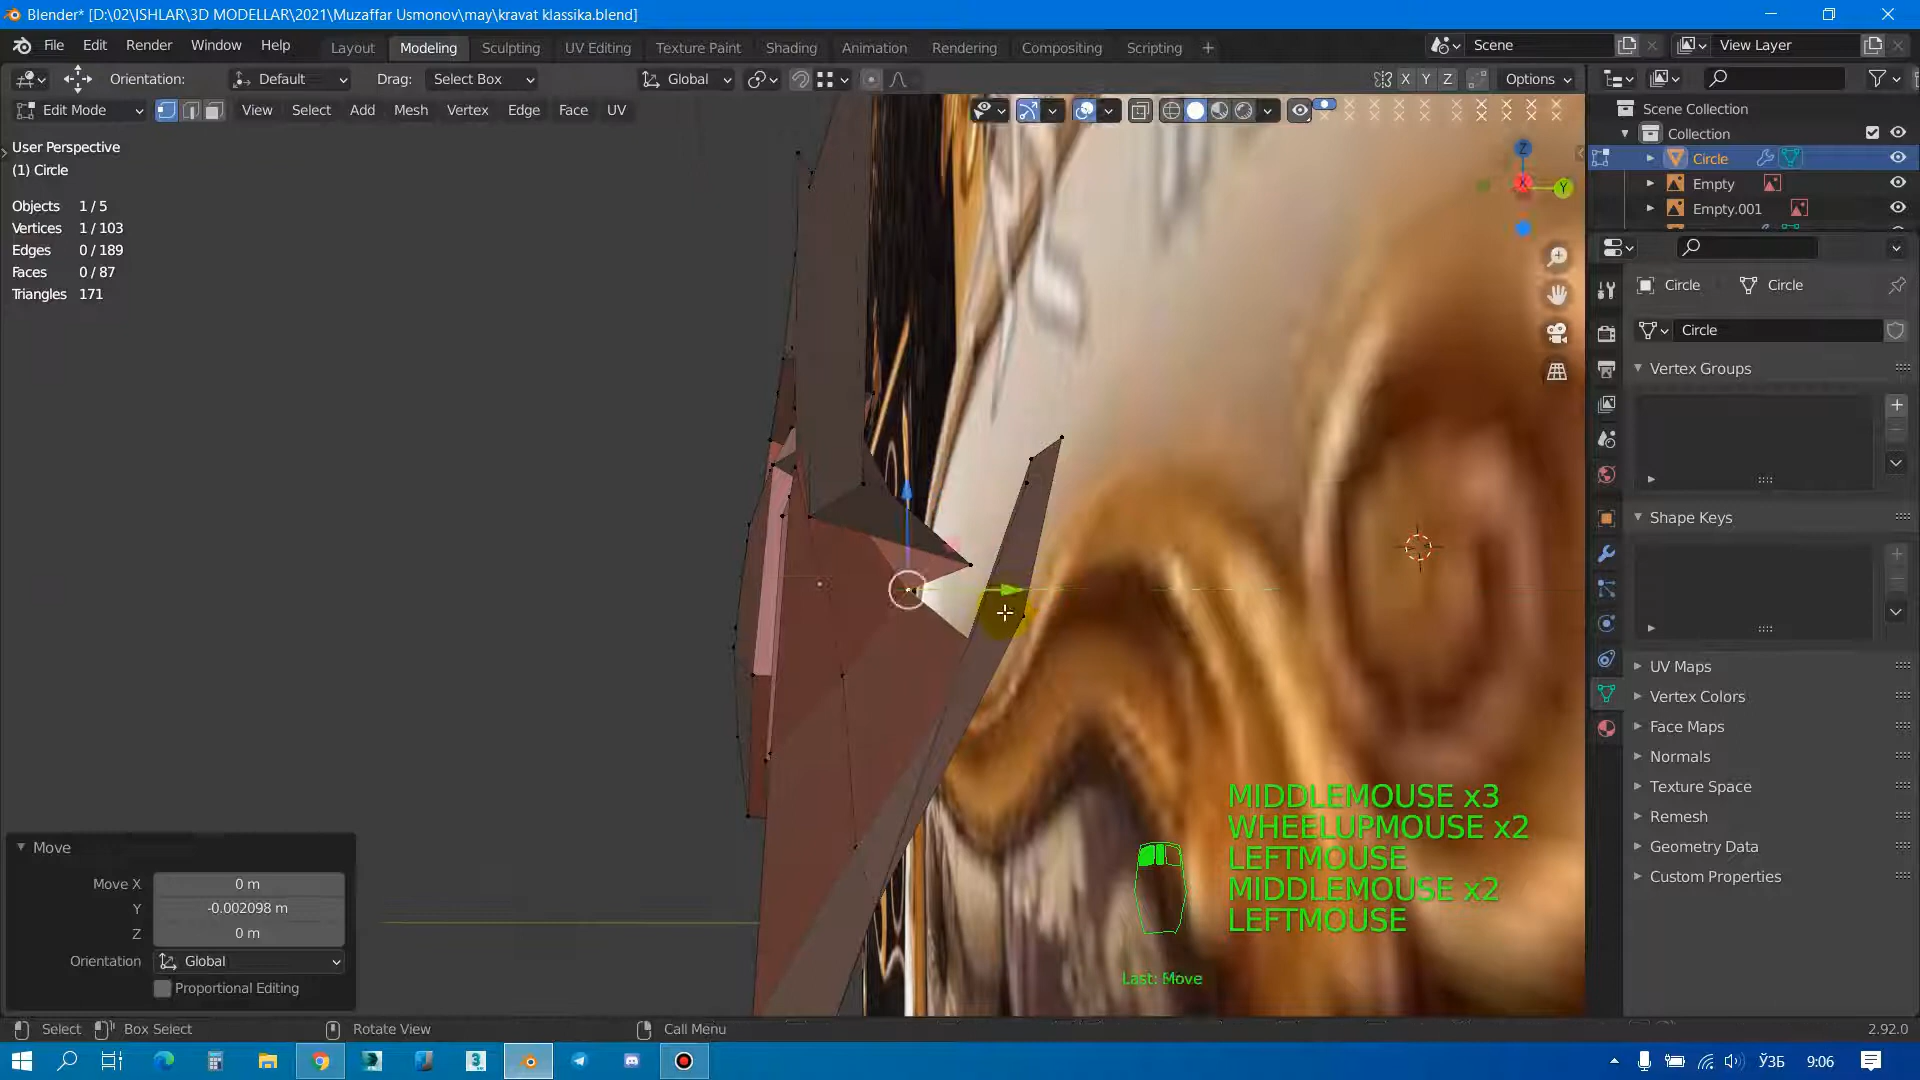 Blender* [D:\02\ISHLAR\3D MODELLAR\2021\Muzaffar Usmonov\may\kravat klassika.blend]
File Edit Render Window Help
Layout Modeling Sculpting UV Editing Texture Paint Shading Animation Rendering Compositing Scripting +
Scene
View Layer
Orientation: Default Drag: Select Box
Global
X Y Z Options
Edit Mode View Select Add Mesh Vertex Edge Face UV
User Perspective
(1) Circle
Objects 1 / 5
Vertices 1 / 103
Edges 0 / 189
Faces 0 / 87
Triangles 171
Z
X
Y
Scene Collection
Collection
Circle
Empty
Empty.001
Circle Circle
Circle
Vertex Groups
Shape Keys
UV Maps
Vertex Colors
Face Maps
Normals
Texture Space
Remesh
Geometry Data
Custom Properties
MIDDLEMOUSE x3
WHEELUPMOUSE x2
LEFTMOUSE
MIDDLEMOUSE x2
LEFTMOUSE
Last: Move
Move
Move X 0 m
Y -0.002098 m
Z 0 m
Orientation Global
Proportional Editing
Select Box Select Rotate View Call Menu
2.92.0
ЎЗБ 9:06